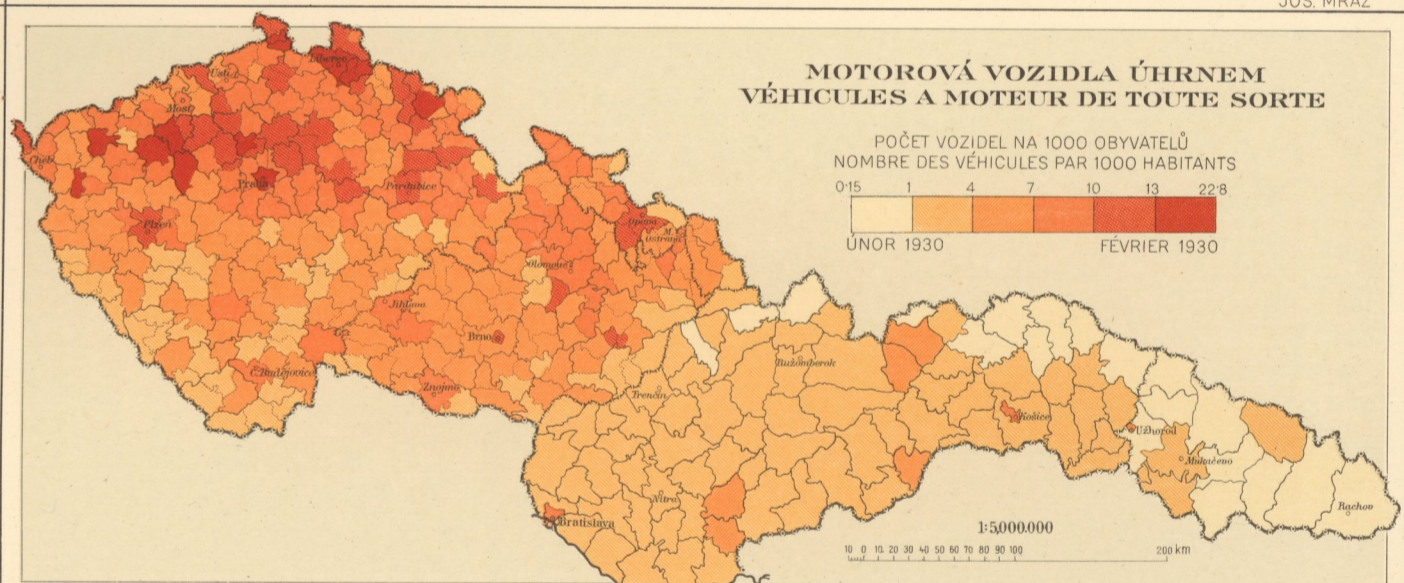 JOS. MRAZ
MOTOROVÁ VOZIDLA ÚHRNEM
VÉHICULES A MOTEUR DE TOUTE SORTE
POČET VOZIDEL NA 1000 OBYVATELŮ
NOMBRE DES VÉHICULES PAR 1000 HABITANTS
0·15 1 4 7 10 13 22·8
ÚNOR 1930 FÉVRIER 1930
Liberec
Ústí
Most
Cheb
Praha
Pardubice
Plzeň
Opava
M. Ostrava
Olomouc
Jihlava
Brno
Č. Budějovice
Znojmo
Ružomberok
Trenčín
Košice
Užhorod
Mukačevo
Nitra
Bratislava
Rachov
1:5,000.000
10 0 10 20 30 40 50 60 70 80 90 100 200 km